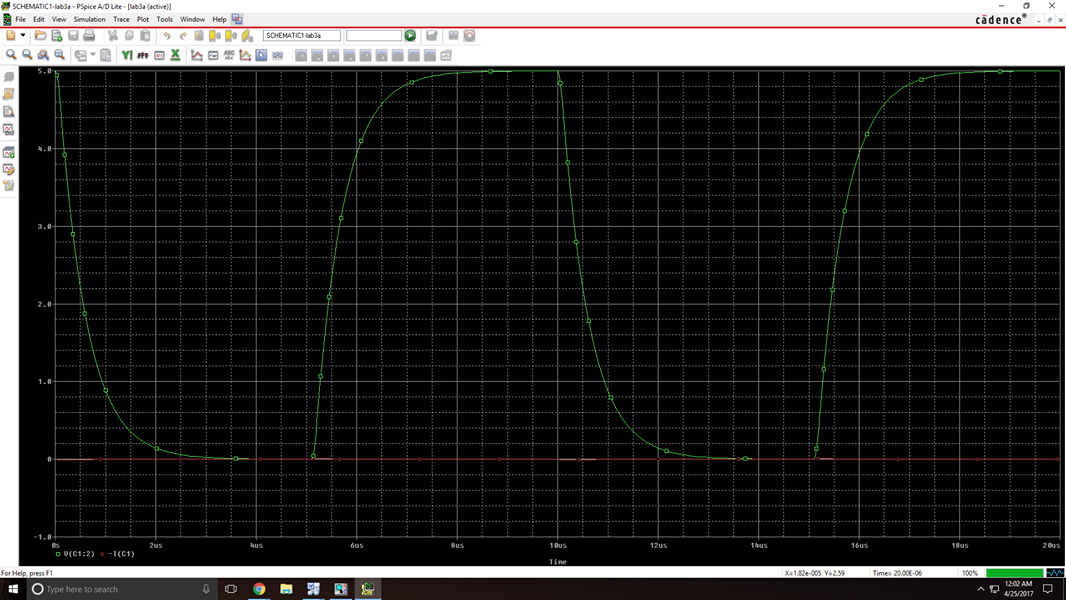 SCHEMATIC1-lab3a - PSpice A/D Lite - [lab3a (active)]
File Edit View Simulation Trace Plot Tools Window Help
cādence®
SCHEMATIC1-lab3a
5.0
4.0
3.0
2.0
1.0
0
-1.0
0s 2us 4us 6us 8us 10us 12us 14us 16us 18us 20us
V(C1:2) -I(C1)
Time
For Help, press F1
X=1.82e-005 Y=2.59 Time= 20.00E-06 100%
Type here to search
12:02 AM
4/25/2017